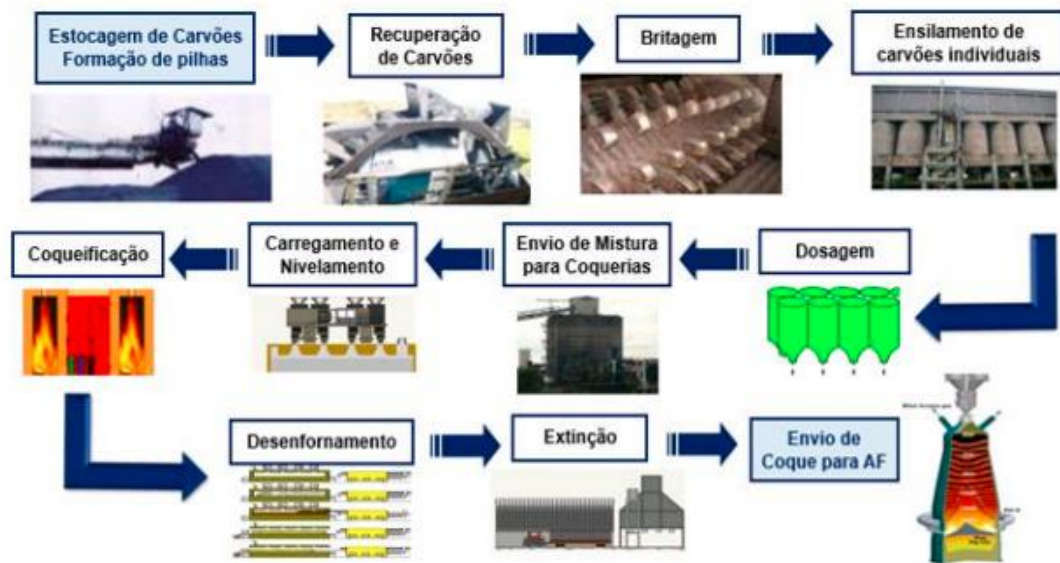 Estocagem de Carvões
Formação de pilhas
Recuperação
de Carvões
Britagem
Ensilamento de
carvões individuais
Coqueificação
Carregamento e
Nivelamento
Envio de Mistura
para Coquerias
Dosagem
Desenfornamento
Extinção
Envio de
Coque para AF